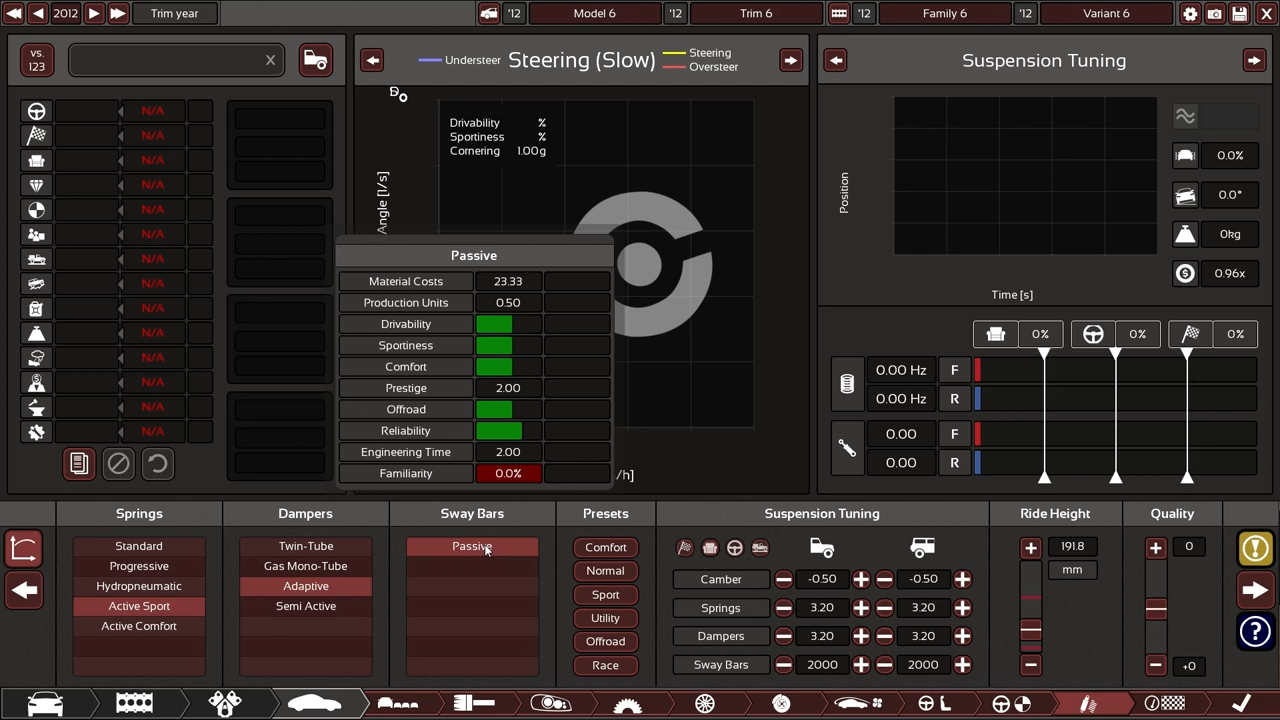 2012
Trim year
'12
Model 6
'12
Trim 6
'12
Family 6
'12
Variant 6
vs.
123
X
Understeer
Steering (Slow)
Steering
Oversteer
Suspension Tuning
N/A
N/A
N/A
N/A
N/A
N/A
N/A
N/A
N/A
N/A
N/A
N/A
N/A
N/A
Drivability %
Sportiness %
Cornering 1.00g
Angle [1/s]
/h]
Passive
Material Costs 23.33
Production Units 0.50
Drivability
Sportiness
Comfort
Prestige 2.00
Offroad
Reliability
Engineering Time 2.00
Familiarity 0.0%
Position
Time [s]
0.0%
0.0°
0kg
0.96x
0%
0%
0%
0.00 Hz F
0.00 Hz R
0.00 F
0.00 R
Springs
Standard
Progressive
Hydropneumatic
Active Sport
Active Comfort
Dampers
Twin-Tube
Gas Mono-Tube
Adaptive
Semi Active
Sway Bars
Passive
Presets
Comfort
Normal
Sport
Utility
Offroad
Race
Suspension Tuning
Camber -0.50 -0.50
Springs 3.20 3.20
Dampers 3.20 3.20
Sway Bars 2000 2000
Ride Height
191.8
mm
Quality
0
+0